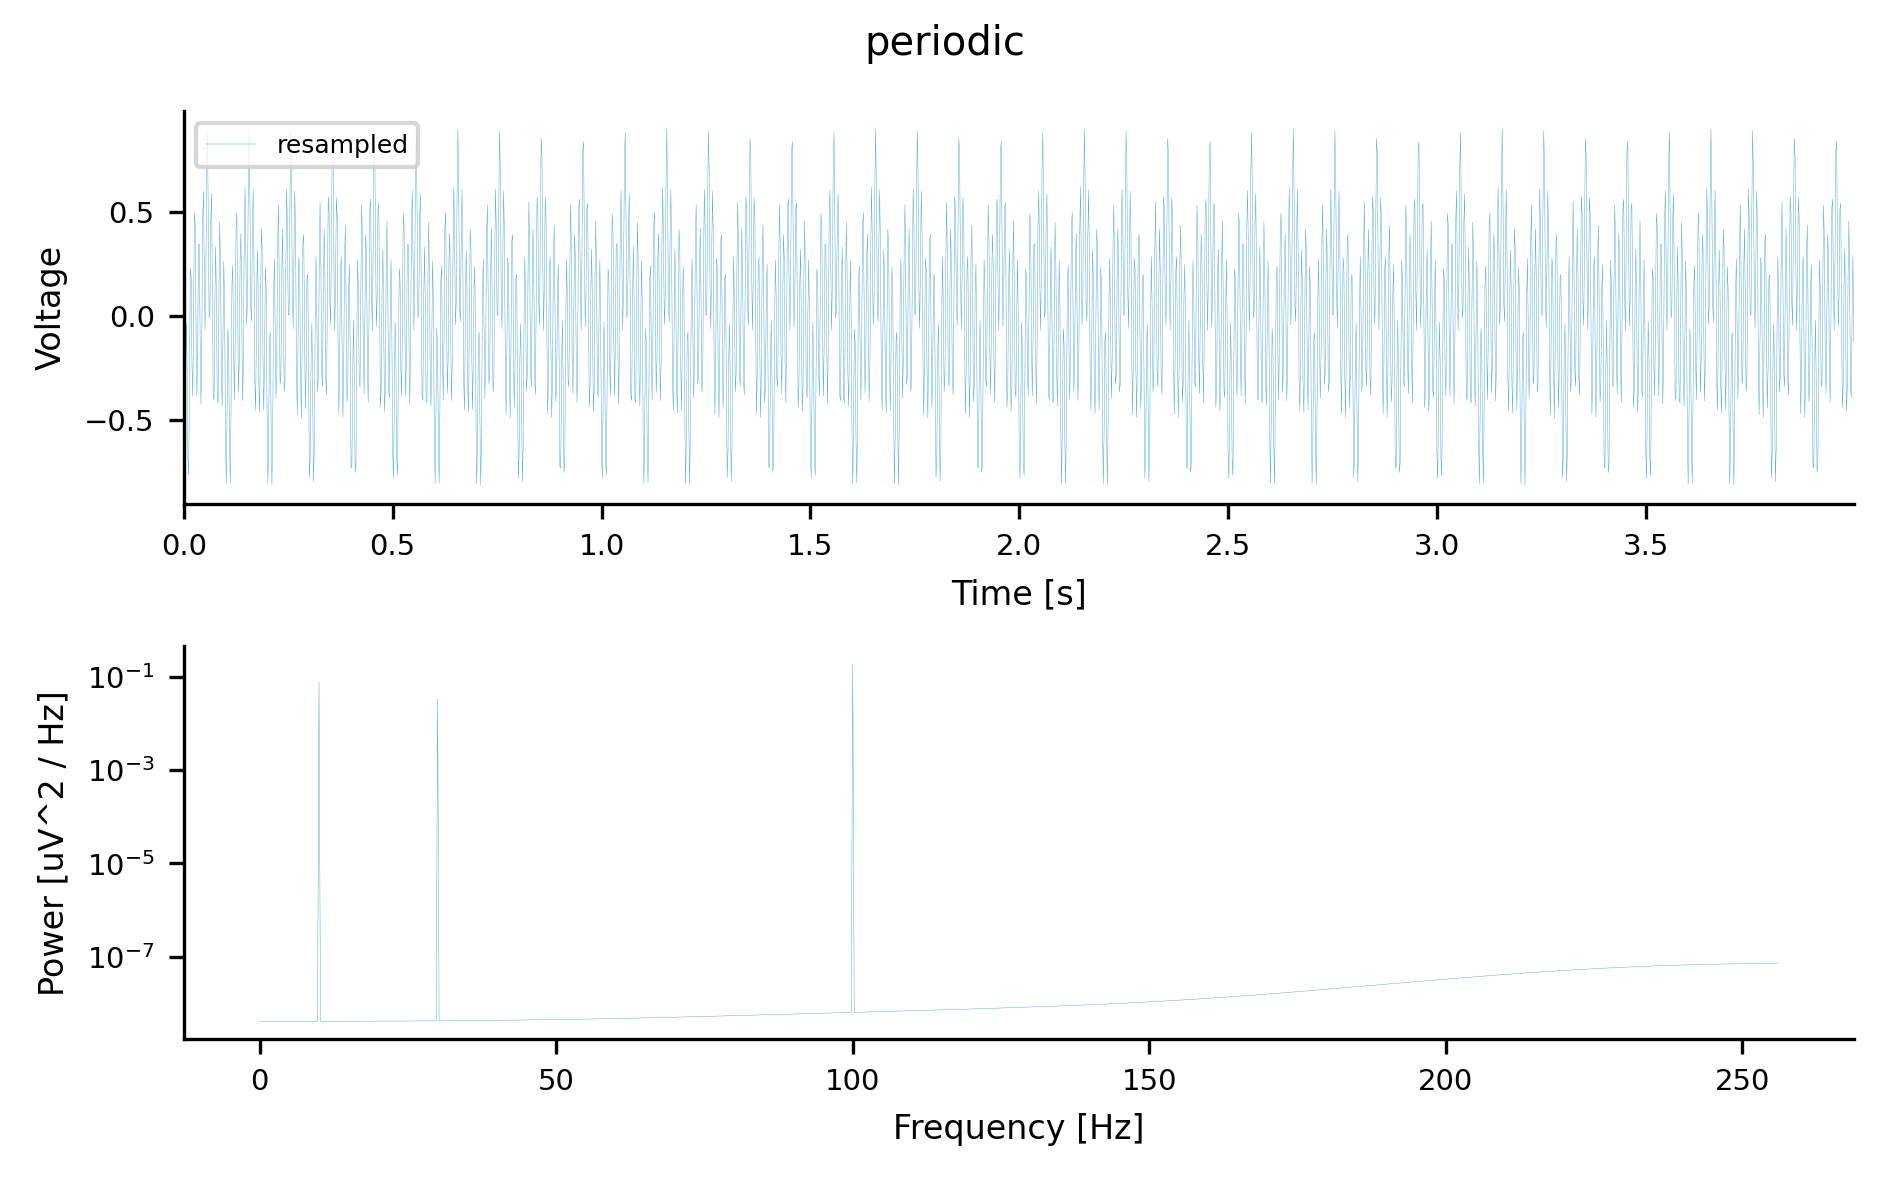 periodic
resampled
Voltage
0.5
0.0
−0.5
0.0 0.5 1.0 1.5 2.0 2.5 3.0 3.5
Time [s]
Power [uV^2 / Hz]
10⁻¹
10⁻³
10⁻⁵
10⁻⁷
0 50 100 150 200 250
Frequency [Hz]